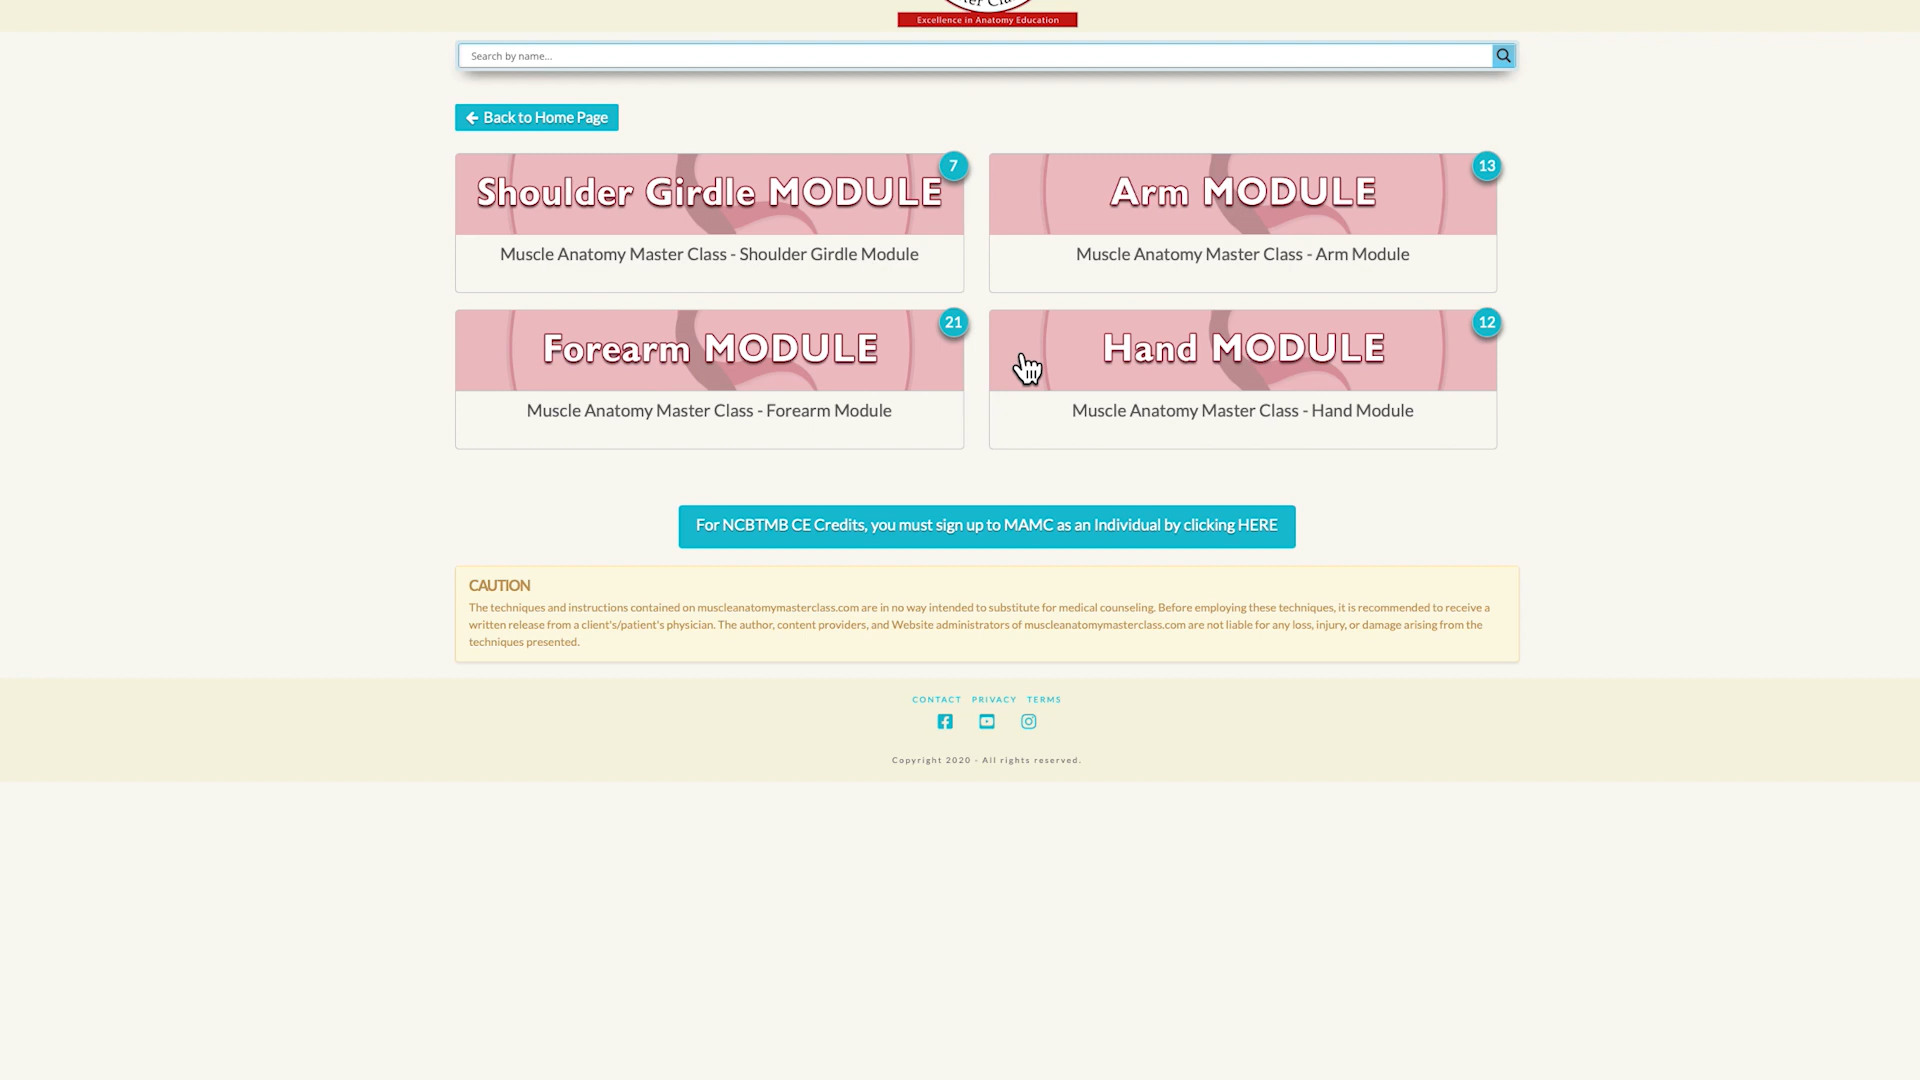 Excellence in Anatomy Education
Search by name...
Back to Home Page
Shoulder Girdle MODULE
7
Muscle Anatomy Master Class - Shoulder Girdle Module
Arm MODULE
13
Muscle Anatomy Master Class - Arm Module
Forearm MODULE
21
Muscle Anatomy Master Class - Forearm Module
Hand MODULE
12
Muscle Anatomy Master Class - Hand Module
For NCBTMB CE Credits, you must sign up to MAMC as an Individual by clicking HERE
CAUTION
The techniques and instructions contained on muscleanatomymasterclass.com are in no way intended to substitute for medical counseling. Before employing these techniques, it is recommended to receive a
written release from a client's/patient's physician. The author, content providers, and Website administrators of muscleanatomymasterclass.com are not liable for any loss, injury, or damage arising from the
techniques presented.
CONTACT PRIVACY TERMS
Copyright 2020 - All rights reserved.